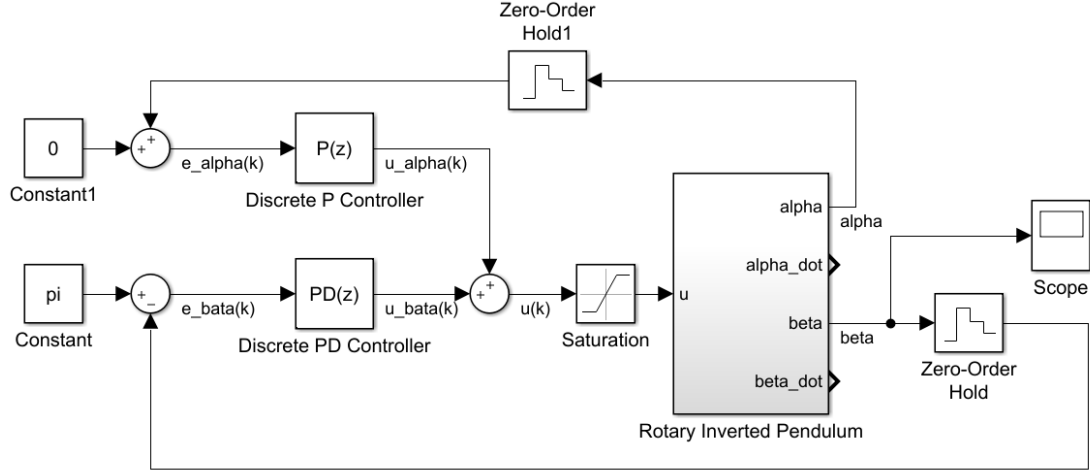 Zero-Order
Hold1
0
Constant1
+
+
e_alpha(k)
P(z)
Discrete P Controller
u_alpha(k)
pi
Constant
+
−
e_bata(k)
PD(z)
Discrete PD Controller
u_bata(k)
+
+
u(k)
Saturation
u
alpha
alpha_dot
beta
beta_dot
Rotary Inverted Pendulum
alpha
beta
Scope
Zero-Order
Hold